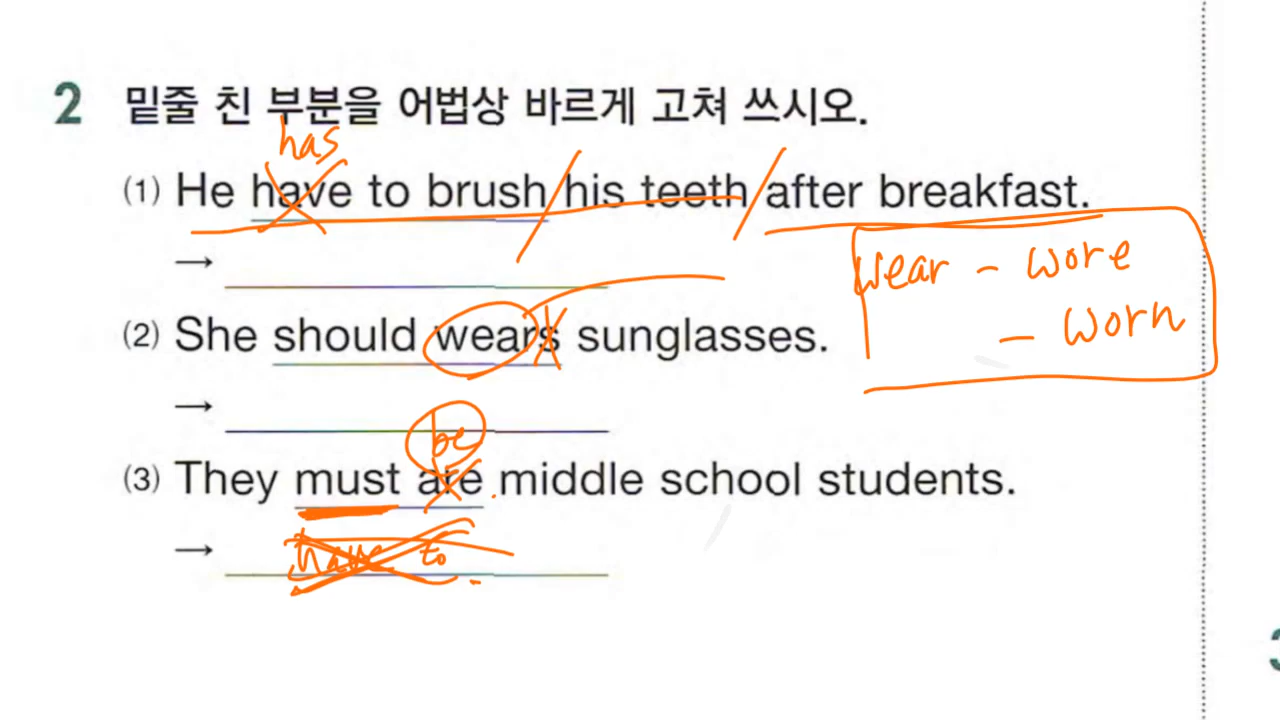 2 밑줄 친 부분을 어법상 바르게 고쳐 쓰시오.
has
(1) He have to brush his teeth after breakfast.
→
wear - wore
- worn
(2) She should wears sunglasses.
→
be
(3) They must are middle school students.
→ have to